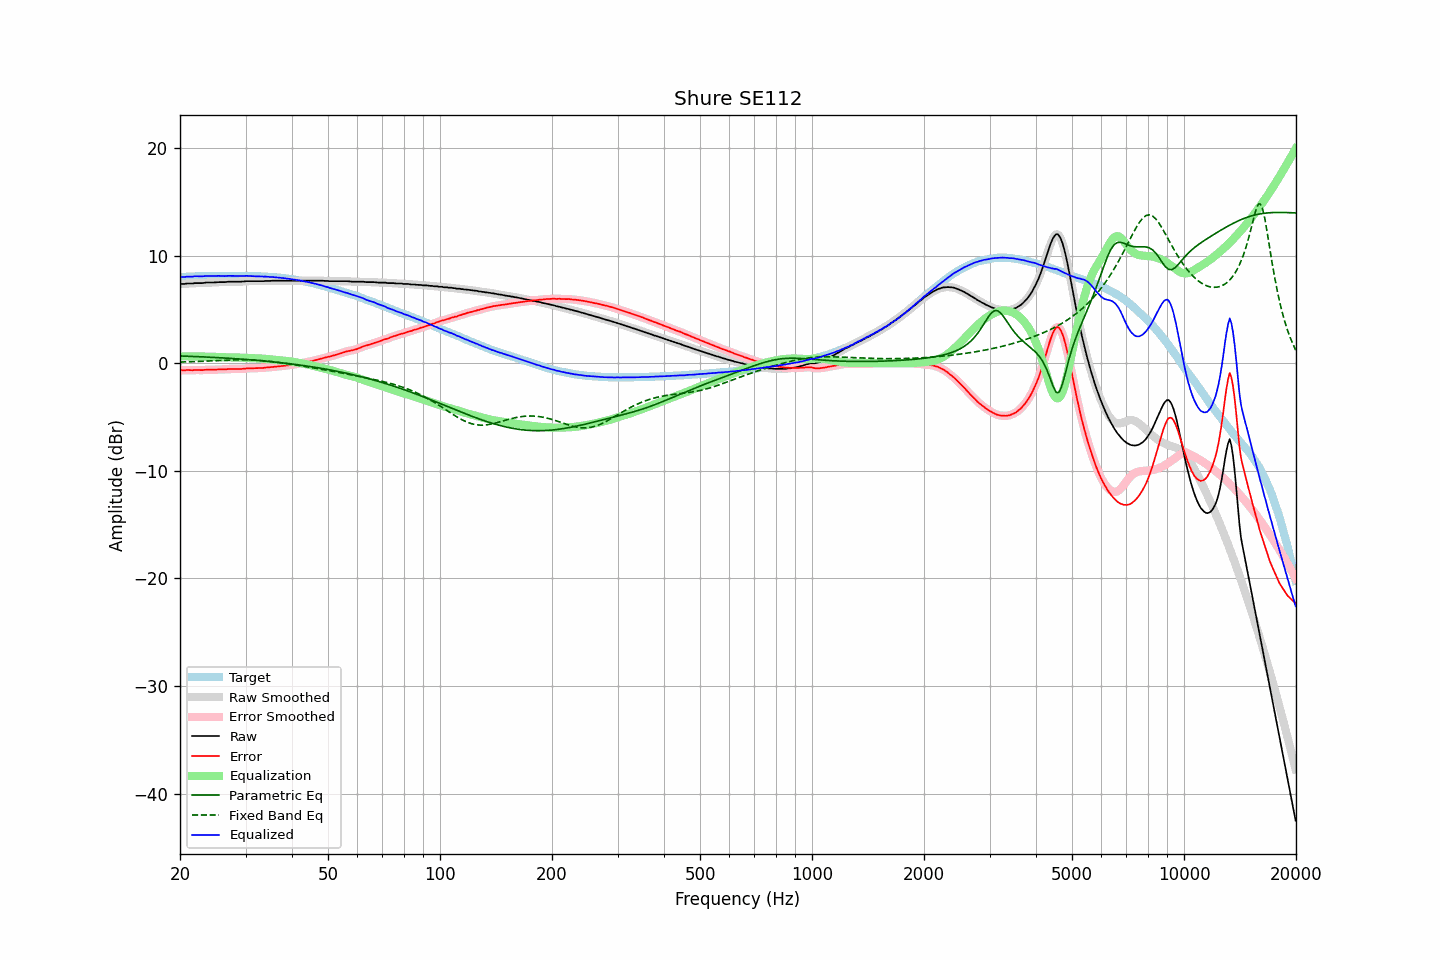 Shure SE112
Amplitude (dBr)
20
10
0
−10
−20
−30
−40
Target
Raw Smoothed
Error Smoothed
Raw
Error
Equalization
Parametric Eq
Fixed Band Eq
Equalized
20 50 100 200 500 1000 2000 5000 10000 20000
Frequency (Hz)